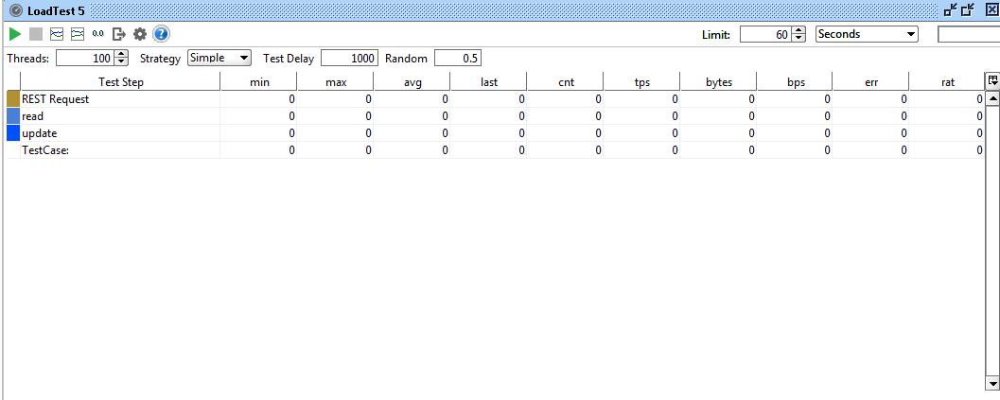 LoadTest 5
0.0 ? Limit: 60 Seconds
Threads: 100 Strategy Simple Test Delay 1000 Random 0.5
Test Step min max avg last cnt tps bytes bps err rat
REST Request 0 0 0 0 0 0 0 0 0 0
read 0 0 0 0 0 0 0 0 0 0
update 0 0 0 0 0 0 0 0 0 0
TestCase: 0 0 0 0 0 0 0 0 0 0